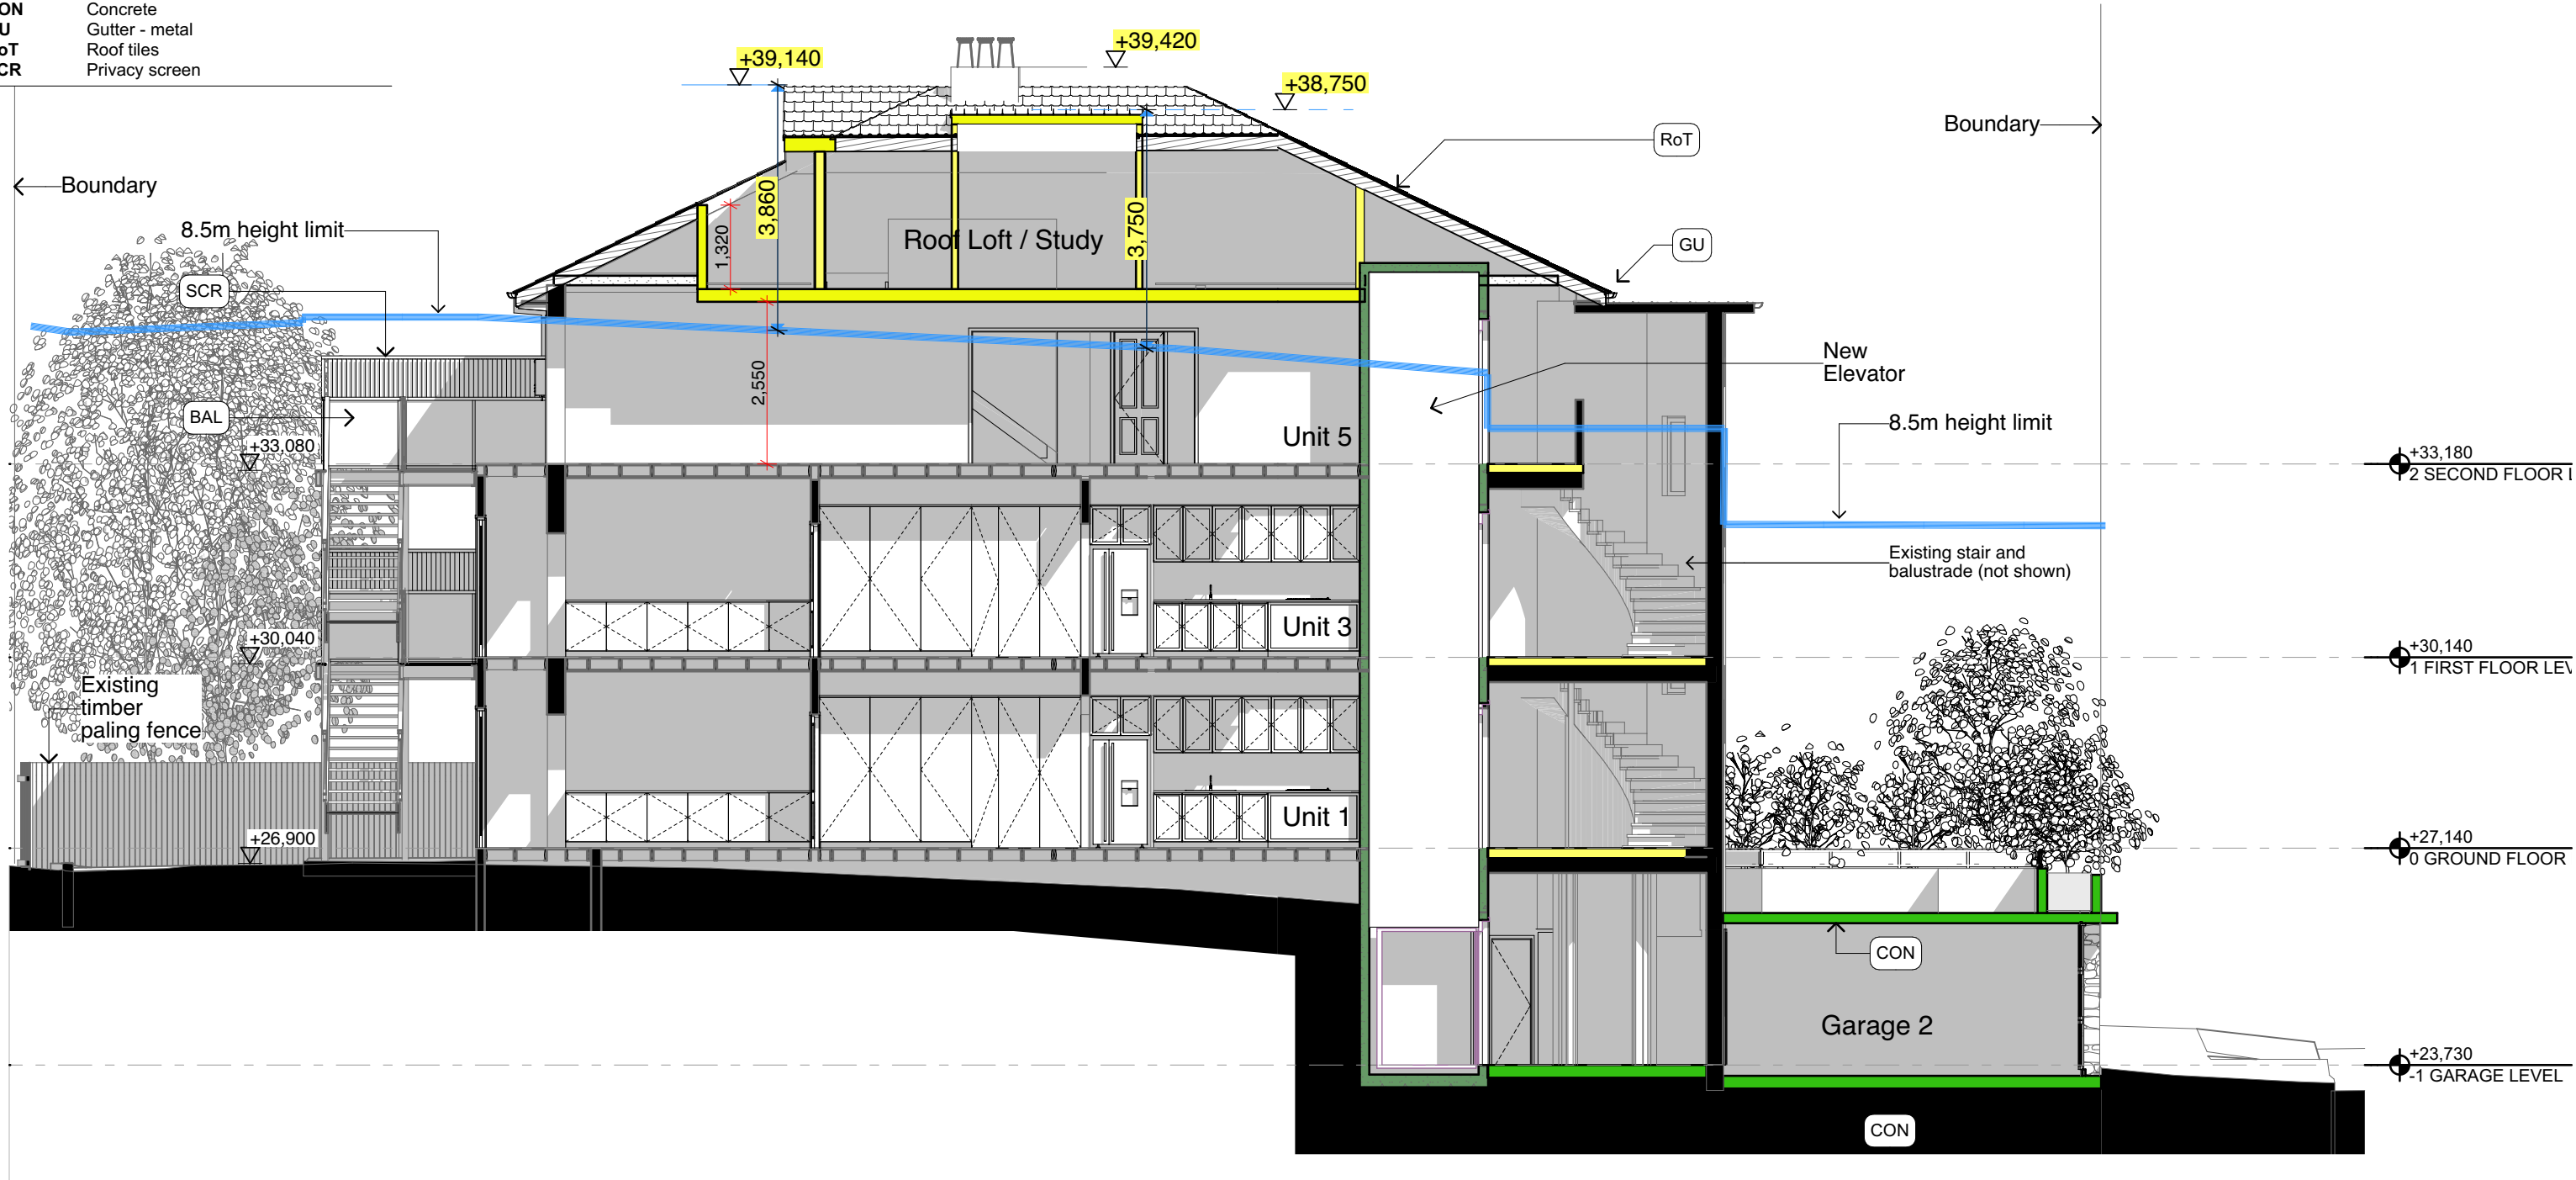 ON Concrete
U Gutter - metal
oT Roof tiles
CR Privacy screen
+39,140
+39,420
+38,750
Boundary
RoT
Boundary
8.5m height limit
3,860
1,320
3,750
Roof Loft / Study
GU
SCR
New
Elevator
2,550
BAL
8.5m height limit
Unit 5
+33,080
+33,180
2 SECOND FLOOR L
Existing stair and
balustrade (not shown)
Unit 3
+30,040
+30,140
1 FIRST FLOOR LEV
Existing
timber
paling fence
Unit 1
+26,900
+27,140
0 GROUND FLOOR
CON
Garage 2
+23,730
-1 GARAGE LEVEL
CON